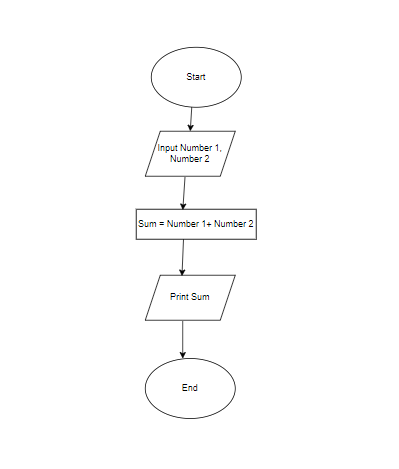 Start
Input Number 1,
Number 2
Sum = Number 1+ Number 2
Print Sum
End